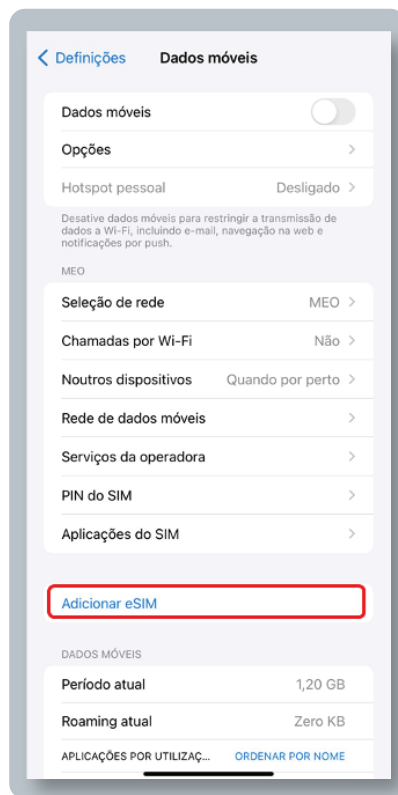 Definições Dados móveis
Dados móveis
Opções
Hotspot pessoal Desligado
Desative dados móveis para restringir a transmissão de
dados a Wi-Fi, incluindo e-mail, navegação na web e
notificações por push.
MEO
Seleção de rede MEO
Chamadas por Wi-Fi Não
Noutros dispositivos Quando por perto
Rede de dados móveis
Serviços da operadora
PIN do SIM
Aplicações do SIM
Adicionar eSIM
DADOS MÓVEIS
Período atual 1,20 GB
Roaming atual Zero KB
APLICAÇÕES POR UTILIZAÇ... ORDENAR POR NOME